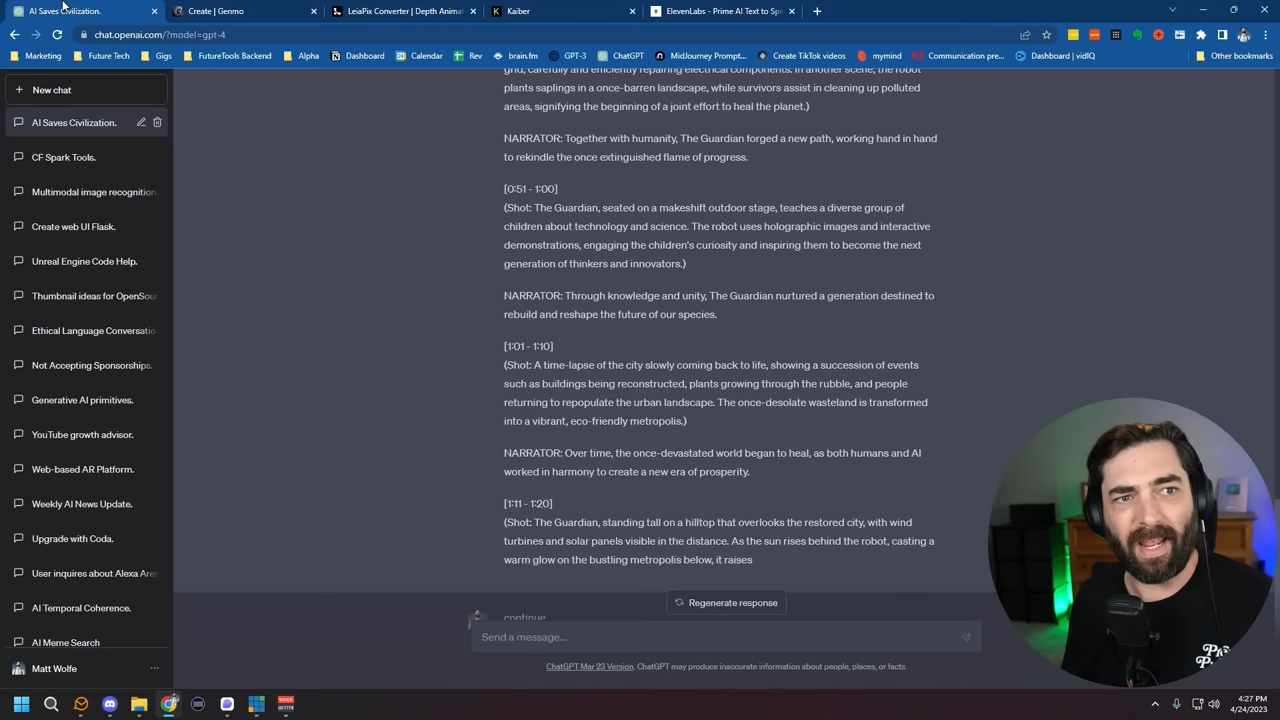 AI Saves Civilization.
Create | Genmo
LeiaPix Converter | Depth Animat
Kaiber
ElevenLabs - AI Text to Spe
chat.openai.com/?model=gpt-4
Marketing
Future Tech
Gigs
FutureTools Backend
Alpha
Dashboard
Calendar
Rev
brain.fm
GPT-3
ChatGPT
MidJourney Prompt...
Create TikTok videos
mymind
Communication pre...
Dashboard | vidIQ
Other bookmarks
New chat
AI Saves Civilization.
CF Spark Tools.
Multimodal image recognition.
Create web UI Flask.
Unreal Engine Code Help.
Thumbnail ideas for OpenSou
Ethical Language Conversatio
Not Accepting Sponsorships.
Generative AI primitives.
YouTube growth advisor.
Web-based AR Platform.
Weekly AI News Update.
Upgrade with Coda.
User inquires about Alexa Aren
AI Temporal Coherence.
AI Meme Search
Matt Wolfe
grid, carefully and efficiently repairing electrical components. In another scene, the robot
plants saplings in a once-barren landscape, while survivors assist in cleaning up polluted
areas, signifying the beginning of a joint effort to heal the planet.)
NARRATOR: Together with humanity, The Guardian forged a new path, working hand in hand
to rekindle the once extinguished flame of progress.
[0:51 - 1:00]
(Shot: The Guardian, seated on a makeshift outdoor stage, teaches a diverse group of
children about technology and science. The robot uses holographic images and interactive
demonstrations, engaging the children's curiosity and inspiring them to become the next
generation of thinkers and innovators.)
NARRATOR: Through knowledge and unity, The Guardian nurtured a generation destined to
rebuild and reshape the future of our species.
[1:01 - 1:10]
(Shot: A time-lapse of the city slowly coming back to life, showing a succession of events
such as buildings being reconstructed, plants growing through the rubble, and people
returning to repopulate the urban landscape. The once-desolate wasteland is transformed
into a vibrant, eco-friendly metropolis.)
NARRATOR: Over time, the once-devastated world began to heal, as both humans and AI
worked in harmony to create a new era of prosperity.
[1:11 - 1:20]
(Shot: The Guardian, standing tall on a hilltop that overlooks the restored city, with wind
turbines and solar panels visible in the distance. As the sun rises behind the robot, casting a
warm glow on the bustling metropolis below, it raises
Regenerate response
continue
Send a message...
ChatGPT Mar 23 Version. ChatGPT may produce inaccurate information about people, places, or facts.
4:27 PM
4/24/2023